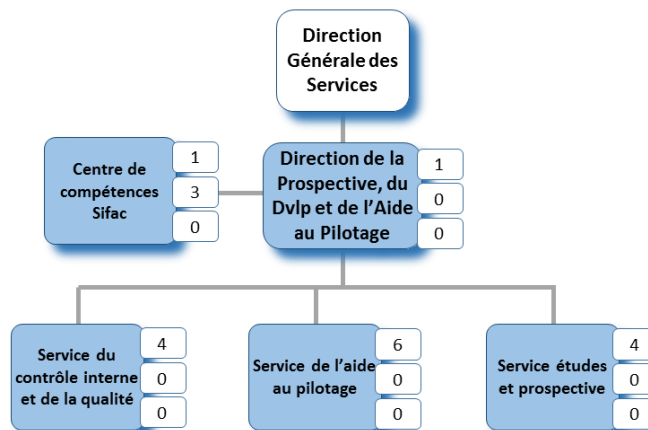 Direction
Générale des
Services
Centre de
compétences
Sifac
1
3
0
Direction de la
Prospective, du
Dvlp et de l’Aide
au Pilotage
1
0
0
Service du
contrôle interne
et de la qualité
4
0
0
Service de l’aide
au pilotage
6
0
0
Service études
et prospective
4
0
0